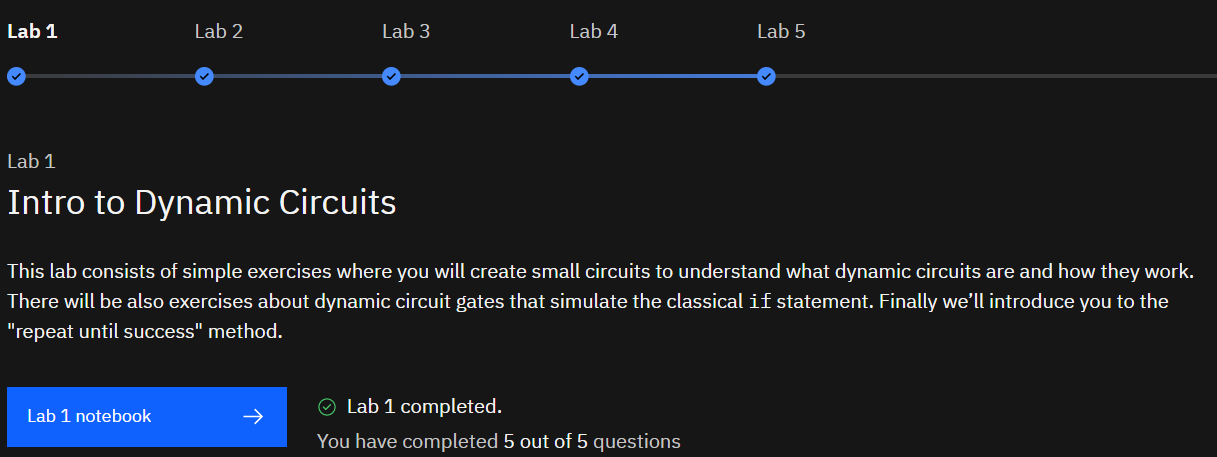 Lab 1 Lab 2 Lab 3 Lab 4 Lab 5
Lab 1
Intro to Dynamic Circuits
This lab consists of simple exercises where you will create small circuits to understand what dynamic circuits are and how they work.
There will be also exercises about dynamic circuit gates that simulate the classical if statement. Finally we’ll introduce you to the
"repeat until success" method.
Lab 1 notebook
Lab 1 completed.
You have completed 5 out of 5 questions